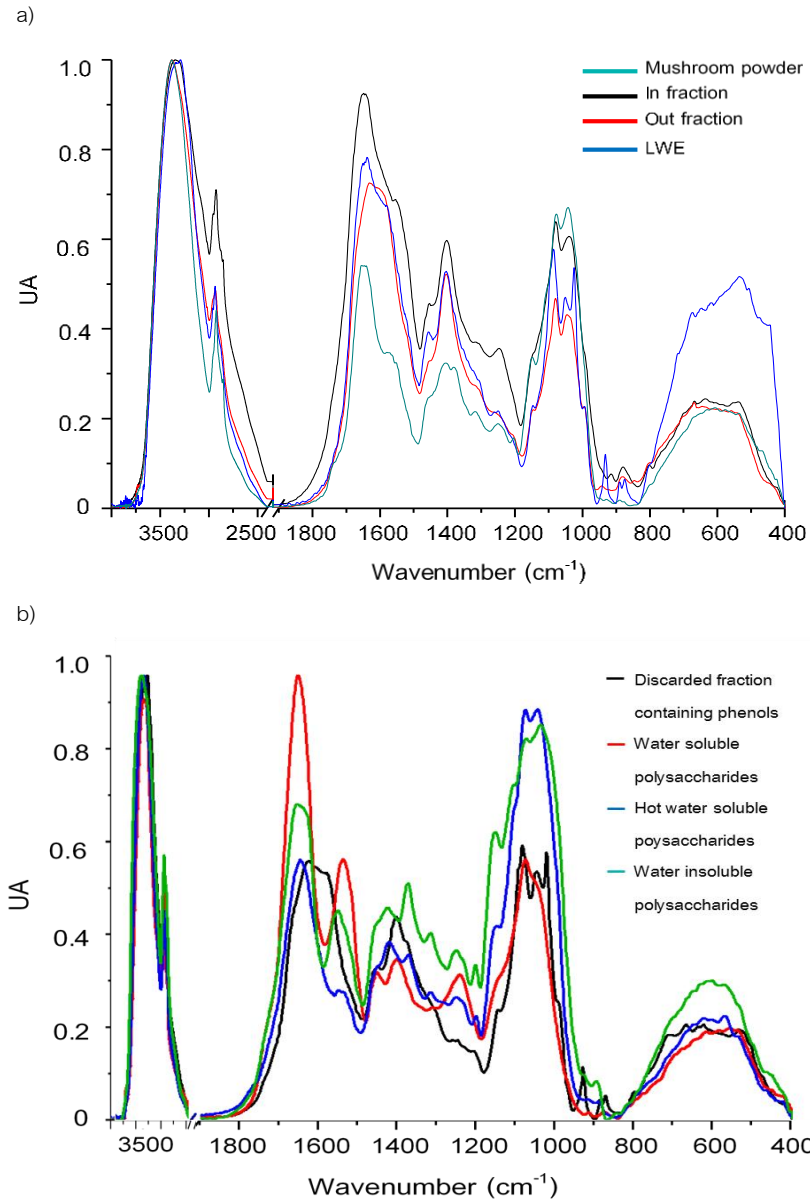 a)
1.0
0.8
0.6
0.4
0.2
0
UA
Mushroom powder
In fraction
Out fraction
LWE
3500 2500 1800 1600 1400 1200 1000 800 600 400
Wavenumber (cm-1)
b)
1.0
0.8
0.6
0.4
0.2
0
UA
Discarded fraction
containing phenols
Water soluble
polysaccharides
Hot water soluble
poysaccharides
Water insoluble
polysaccharides
3500 1800 1600 1400 1200 1000 800 600 400
Wavenumber (cm-1)